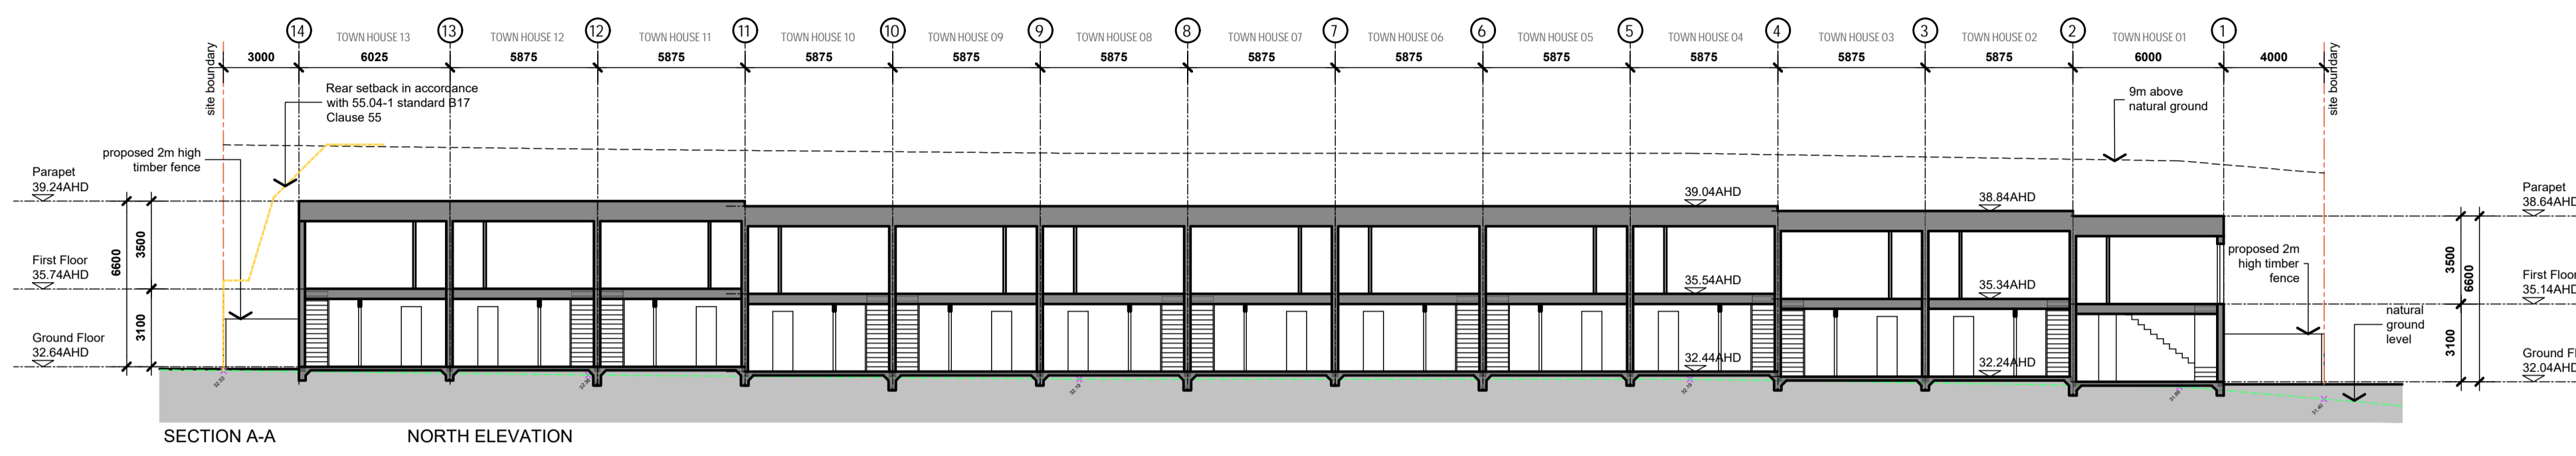 14 13 12 11 10 9 8 7 6 5 4 3 2 1
TOWN HOUSE 13 TOWN HOUSE 12 TOWN HOUSE 11 TOWN HOUSE 10 TOWN HOUSE 09 TOWN HOUSE 08 TOWN HOUSE 07 TOWN HOUSE 06 TOWN HOUSE 05 TOWN HOUSE 04 TOWN HOUSE 03 TOWN HOUSE 02 TOWN HOUSE 01
3000 6025 5875 5875 5875 5875 5875 5875 5875 5875 5875 5875 5875 6000 4000
site boundary
site boundary
Rear setback in accordance
with 55.04-1 standard B17
Clause 55
9m above
natural ground
proposed 2m high
timber fence
Parapet
39.24AHD
First Floor
35.74AHD
Ground Floor
32.64AHD
6600
3500
3100
39.04AHD
38.84AHD
35.54AHD
35.34AHD
32.44AHD
32.24AHD
proposed 2m
high timber
fence
natural
ground
level
3500
6600
3100
Parapet
38.64AHD
First Floor
35.14AHD
Ground Fl
32.04AHD
32.19
32.19
31.40
SECTION A-A NORTH ELEVATION